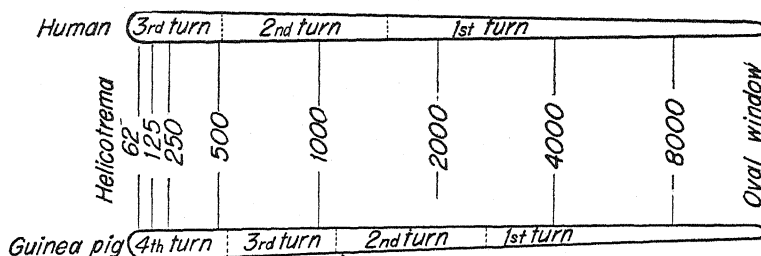 Human 3rd turn 2nd turn 1st turn
Helicotrema
62
125
250
500
1000
2000
4000
8000
Oval window
Guinea pig 4th turn 3rd turn 2nd turn 1st turn